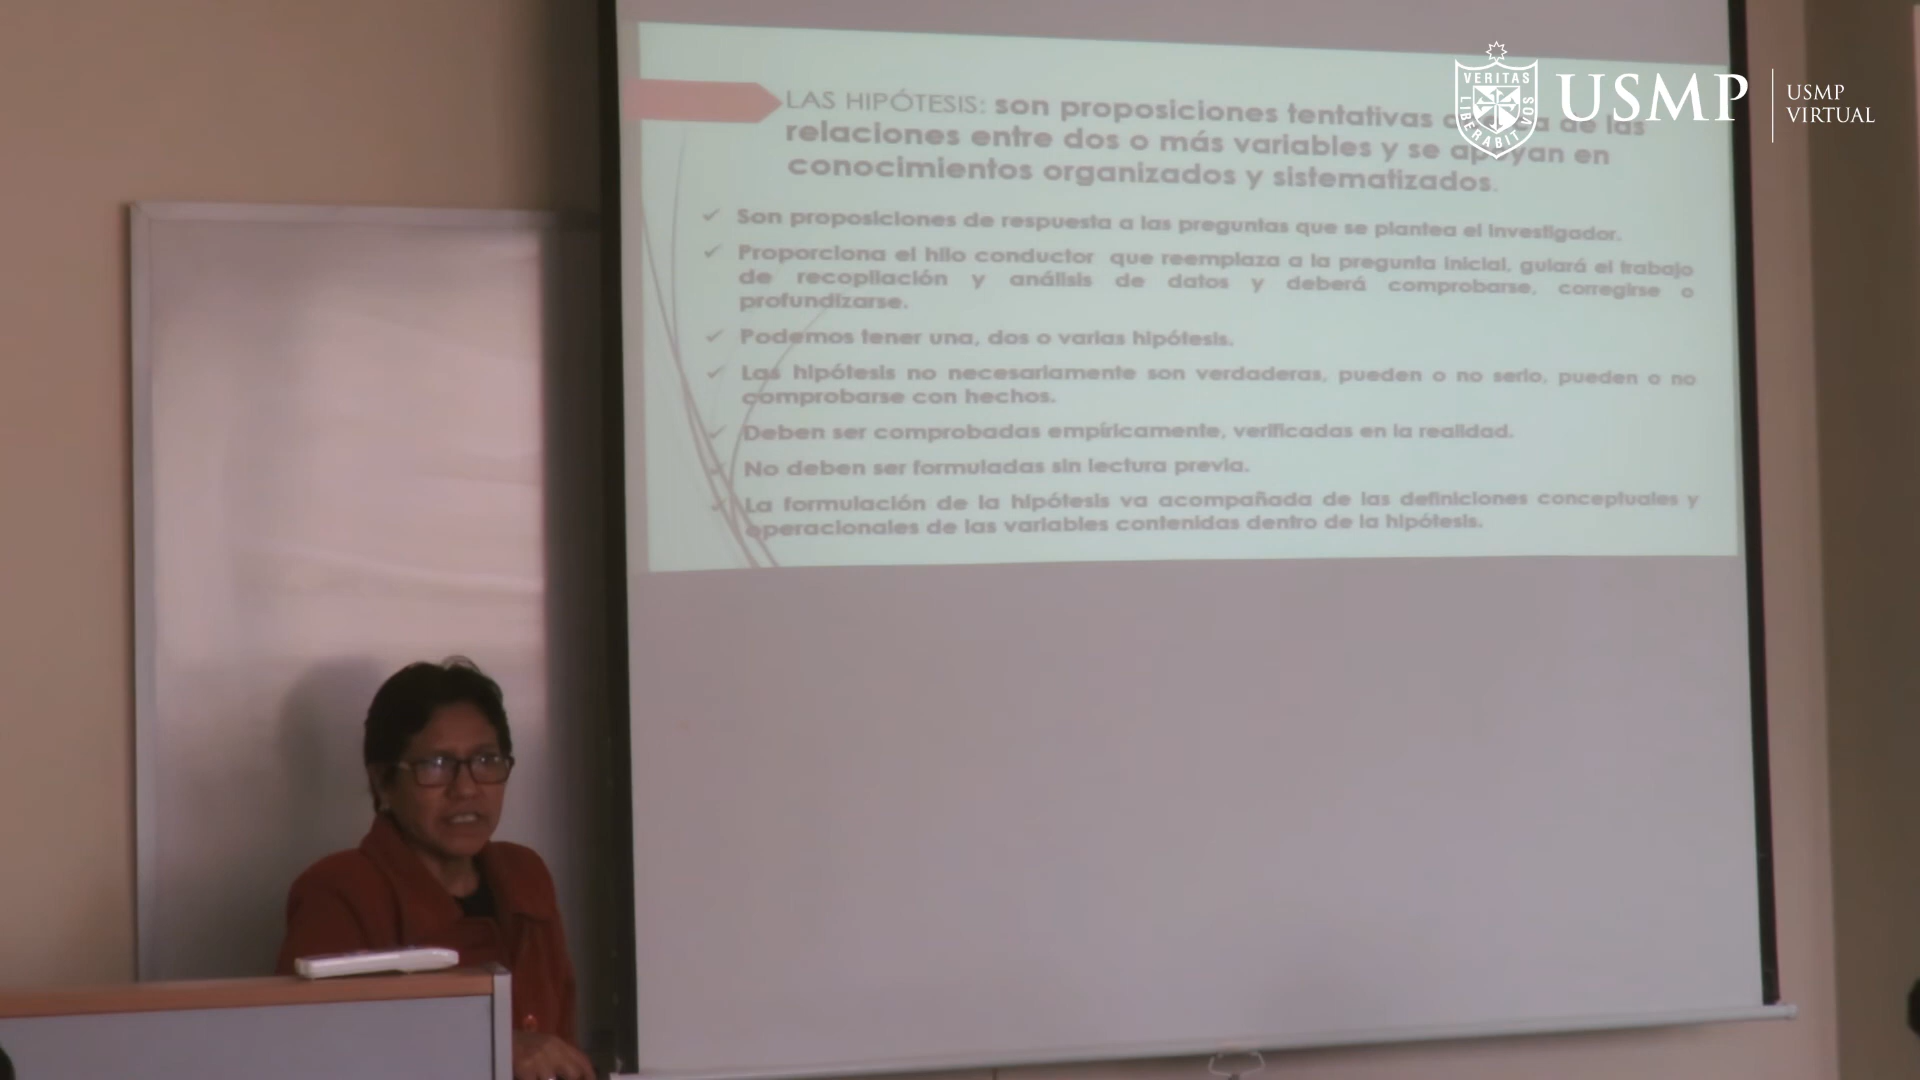 LAS HIPÓTESIS: son proposiciones tentativas de las
relaciones entre dos o más variables y se apoyan en
conocimientos organizados y sistematizados.
✓ Son proposiciones de respuesta a las preguntas que se plantea el investigador.
✓ Proporciona el hilo conductor que reemplaza a la pregunta inicial, guiará el trabajo
de recopilación y análisis de datos y deberá comprobarse, corregirse o
profundizarse.
✓ Podemos tener una, dos o varias hipótesis.
✓ Las hipótesis no necesariamente son verdaderas, pueden o no serlo, pueden o no
comprobarse con hechos.
✓ Deben ser comprobadas empíricamente, verificadas en la realidad.
✓ No deben ser formuladas sin lectura previa.
✓ La formulación de la hipótesis va acompañada de las definiciones conceptuales y
operacionales de las variables contenidas dentro de la hipótesis.
VERITAS
LIBERABIT VOS
USMP
USMP
VIRTUAL